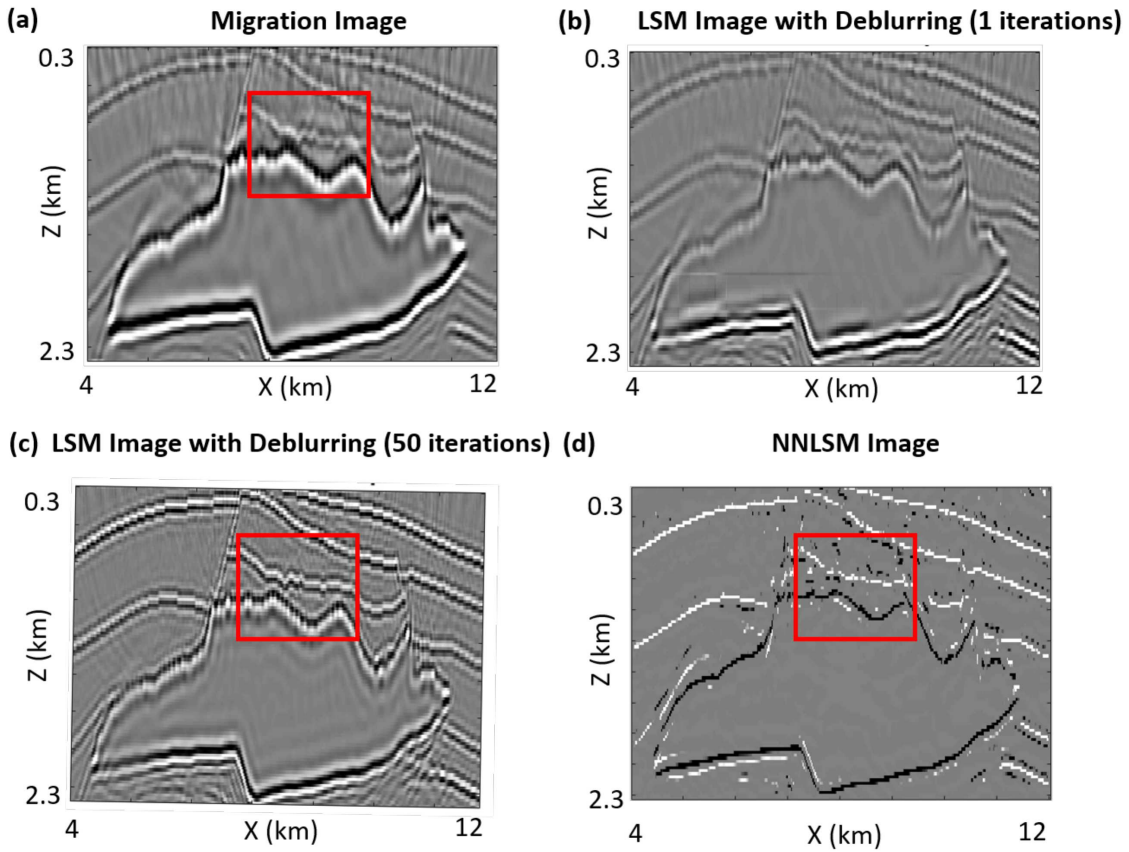 (a) Migration Image
0.3
Z (km)
2.3
4 X (km) 12
(b) LSM Image with Deblurring (1 iterations)
0.3
Z (km)
2.3
4 X (km) 12
(c) LSM Image with Deblurring (50 iterations)
0.3
Z (km)
2.3
4 X (km) 12
(d) NNLSM Image
0.3
Z (km)
2.3
4 X (km) 12